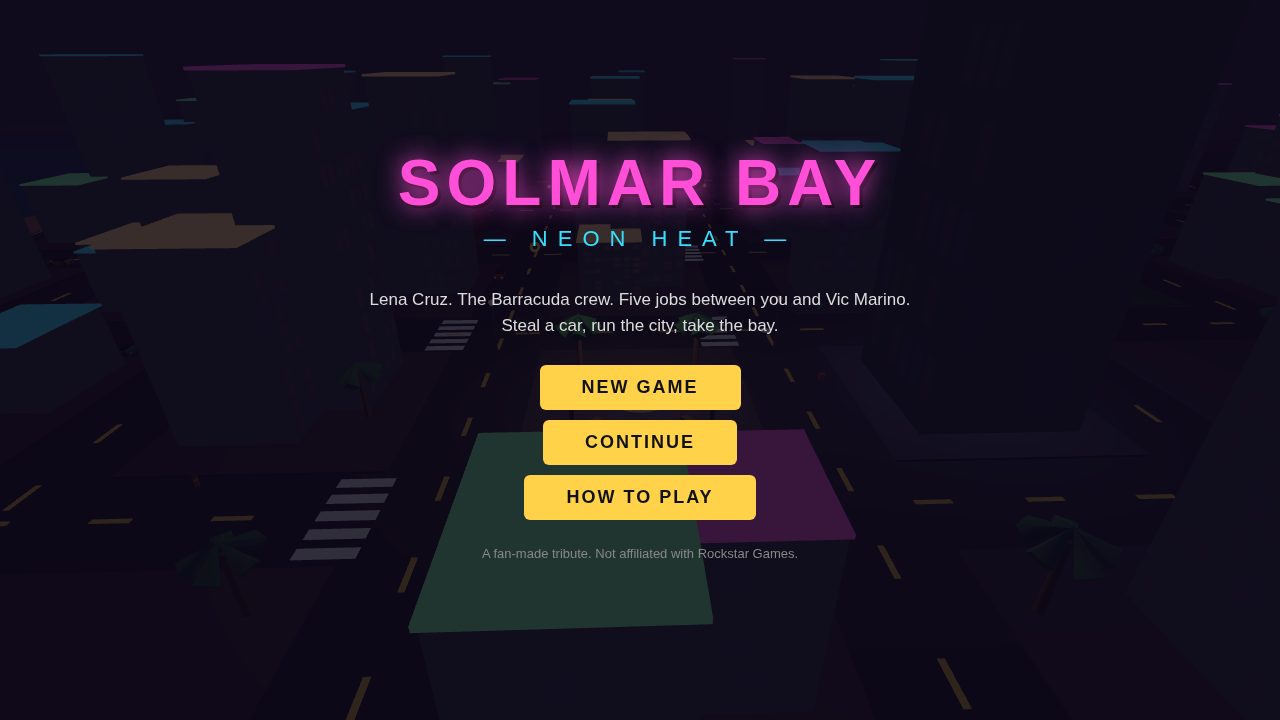 SOLMAR BAY
— NEON HEAT —
Lena Cruz. The Barracuda crew. Five jobs between you and Vic Marino.
Steal a car, run the city, take the bay.
NEW GAME
CONTINUE
HOW TO PLAY
A fan-made tribute. Not affiliated with Rockstar Games.